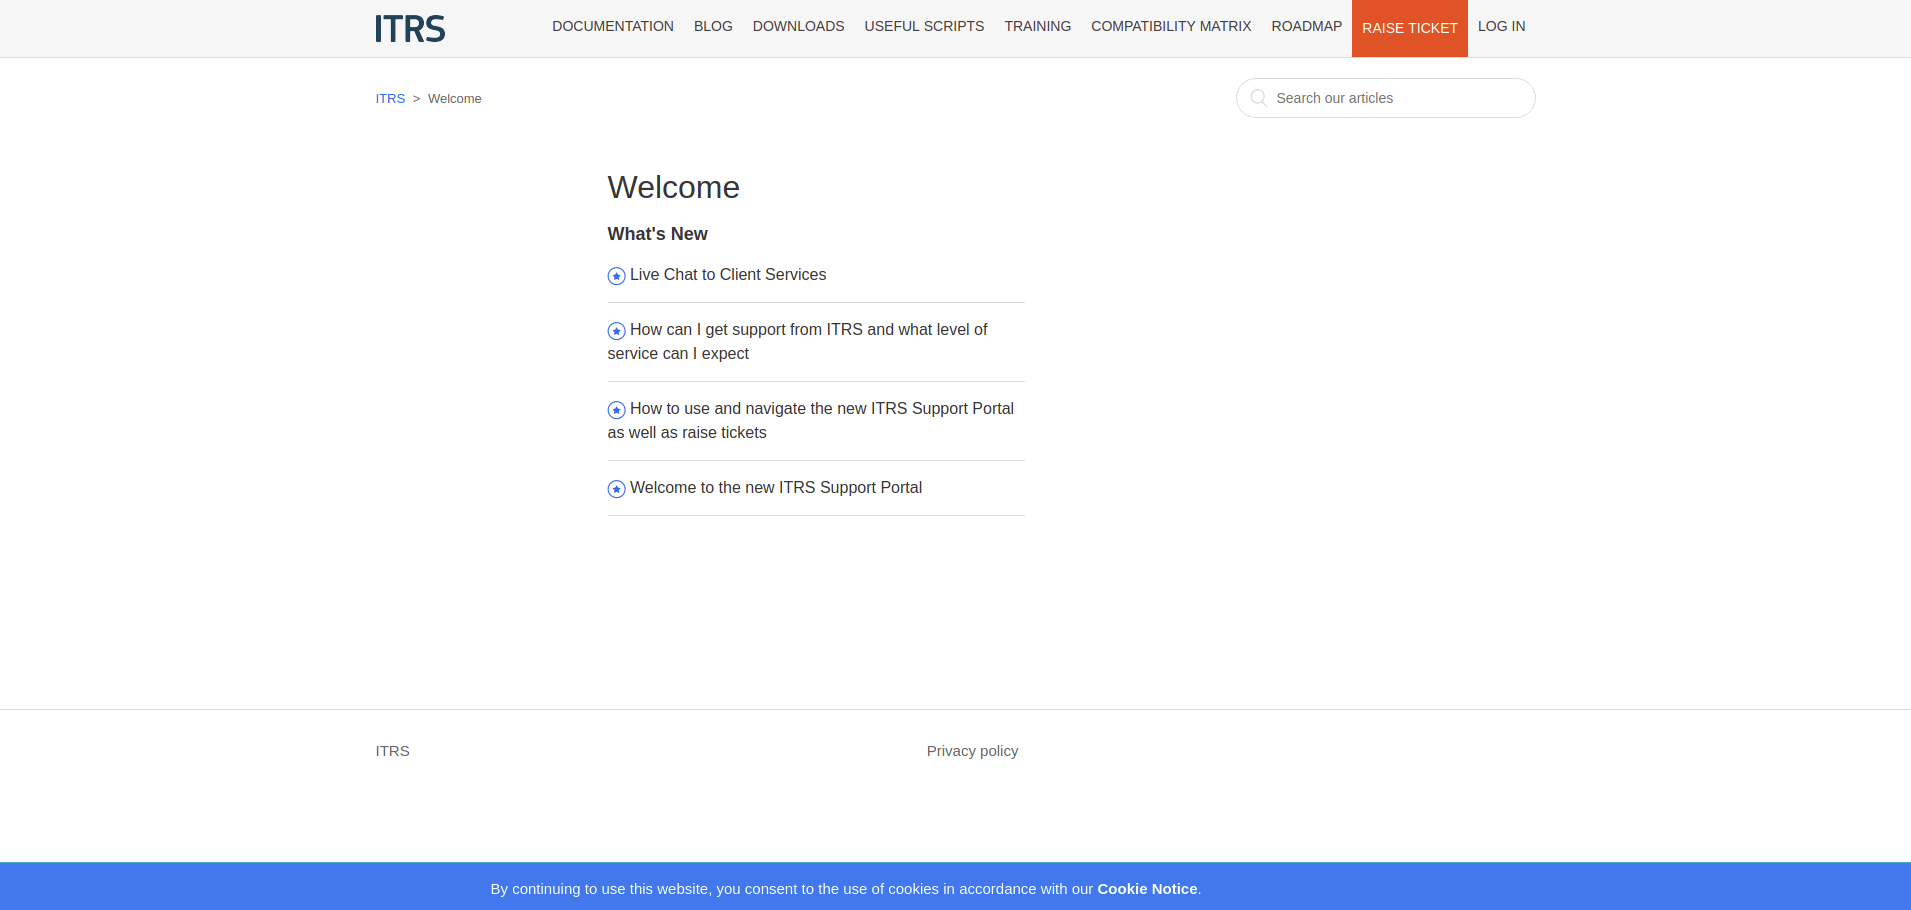 ITRS
DOCUMENTATION BLOG DOWNLOADS USEFUL SCRIPTS TRAINING COMPATIBILITY MATRIX ROADMAP RAISE TICKET LOG IN
ITRS > Welcome
Search our articles
Welcome
What's New
Live Chat to Client Services
How can I get support from ITRS and what level of
service can I expect
How to use and navigate the new ITRS Support Portal
as well as raise tickets
Welcome to the new ITRS Support Portal
ITRS
Privacy policy
By continuing to use this website, you consent to the use of cookies in accordance with our Cookie Notice.